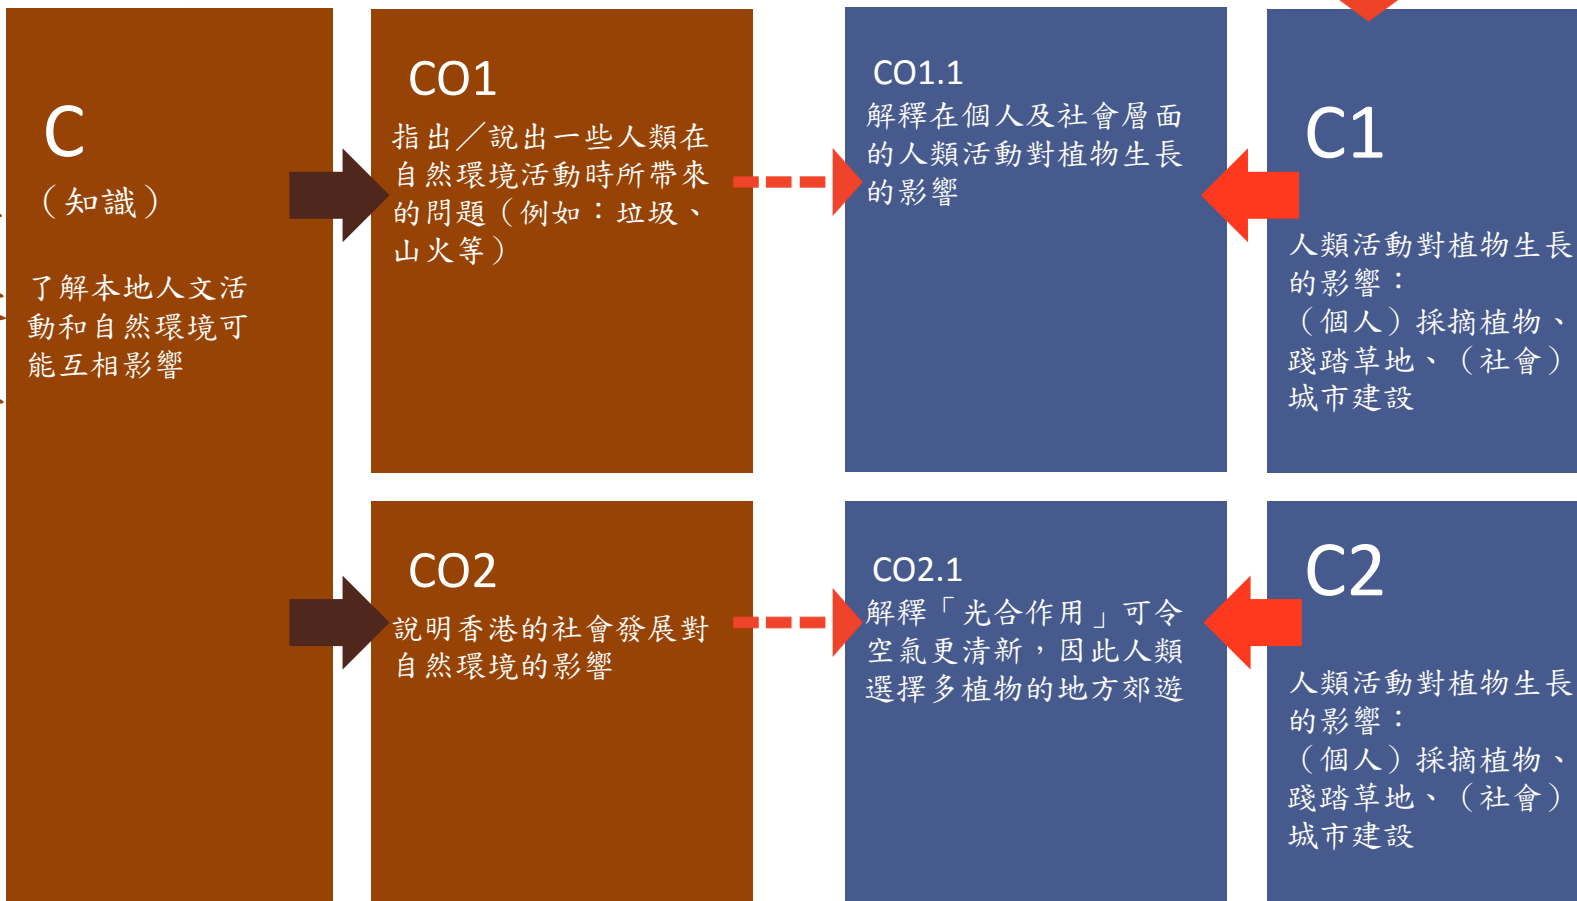 C
（知識）
了解本地人文活
動和自然環境可
能互相影響
CO1
指出／說出一些人類在
自然環境活動時所帶來
的問題（例如：垃圾、
山火等）
CO1.1
解釋在個人及社會層面
的人類活動對植物生長
的影響
C1
人類活動對植物生長
的影響：
（個人）採摘植物、
踐踏草地、（社會）
城市建設
CO2
說明香港的社會發展對
自然環境的影響
CO2.1
解釋「光合作用」可令
空氣更清新，因此人類
選擇多植物的地方郊遊
C2
人類活動對植物生長
的影響：
（個人）採摘植物、
踐踏草地、（社會）
城市建設